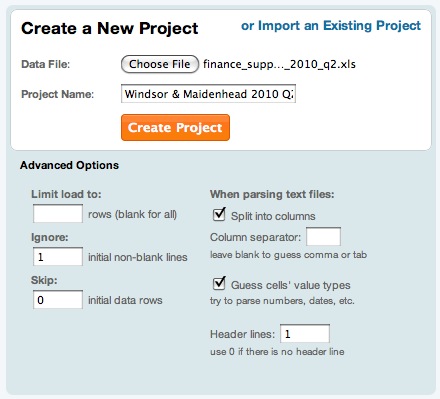 Create a New Project
or Import an Existing Project
Data File:
Choose File finance_supp..._2010_q2.xls
Project Name:
Windsor & Maidenhead 2010 Q2
Create Project
Advanced Options
Limit load to:
rows (blank for all)
Ignore:
1 initial non-blank lines
Skip:
0 initial data rows
When parsing text files:
Split into columns
Column separator:
leave blank to guess comma or tab
Guess cells' value types
try to parse numbers, dates, etc.
Header lines: 1
use 0 if there is no header line